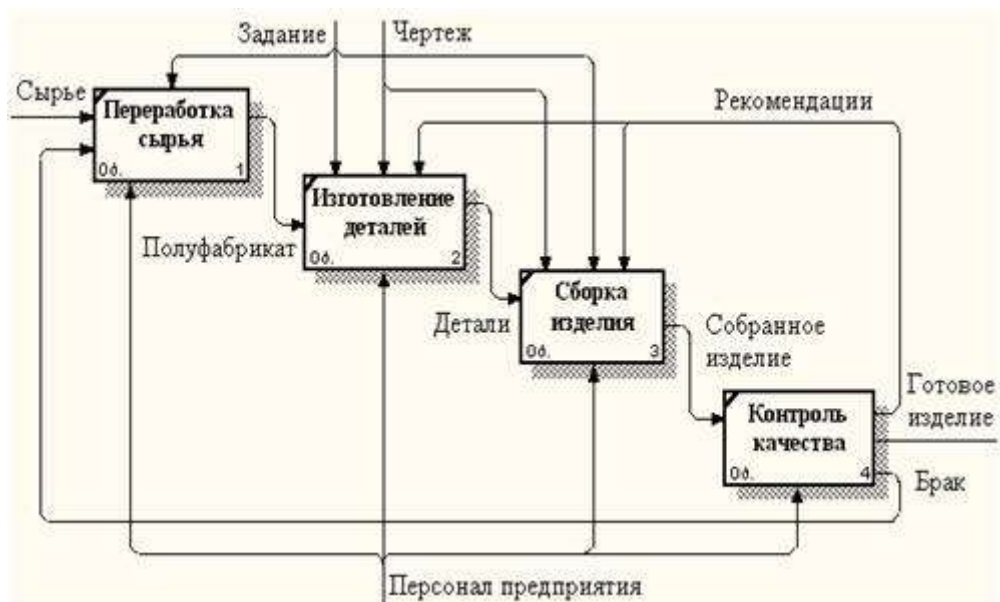 Задание
Чертеж
Сырье
Переработка
сырья
0д.
1
Рекомендации
Изготовление
деталей
0д.
2
Полуфабрикат
Сборка
изделия
0д.
3
Детали
Собранное
изделие
Контроль
качества
0д.
4
Готовое
изделие
Брак
Персонал предприятия